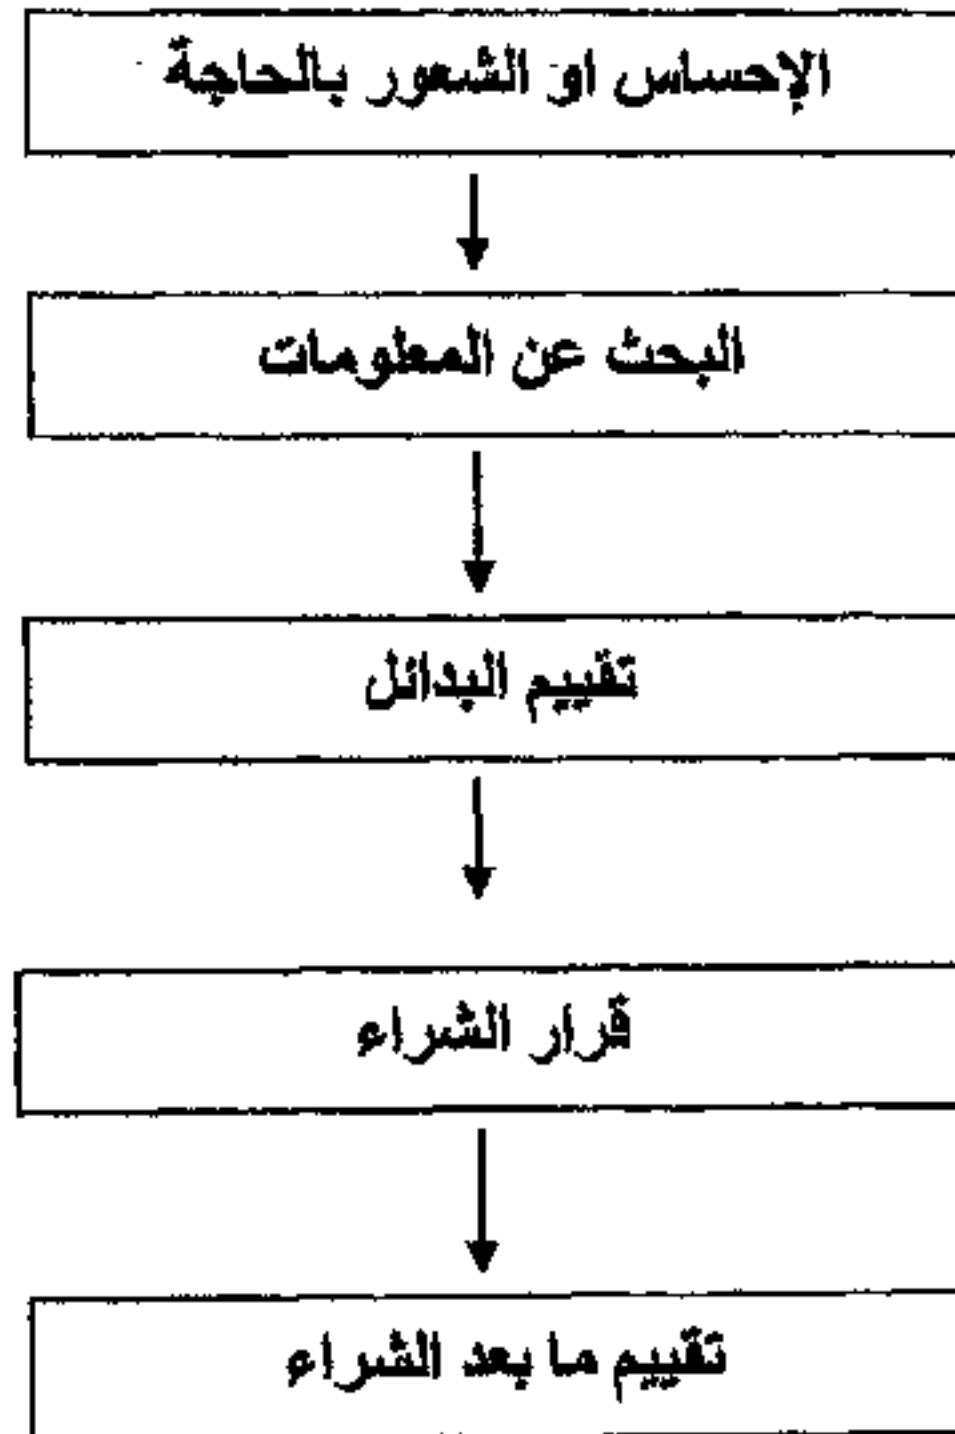 الإحساس او الشعور بالحاجة
البحث عن المعلومات
تقييم البدائل
قرار الشراء
تقييم ما بعد الشراء